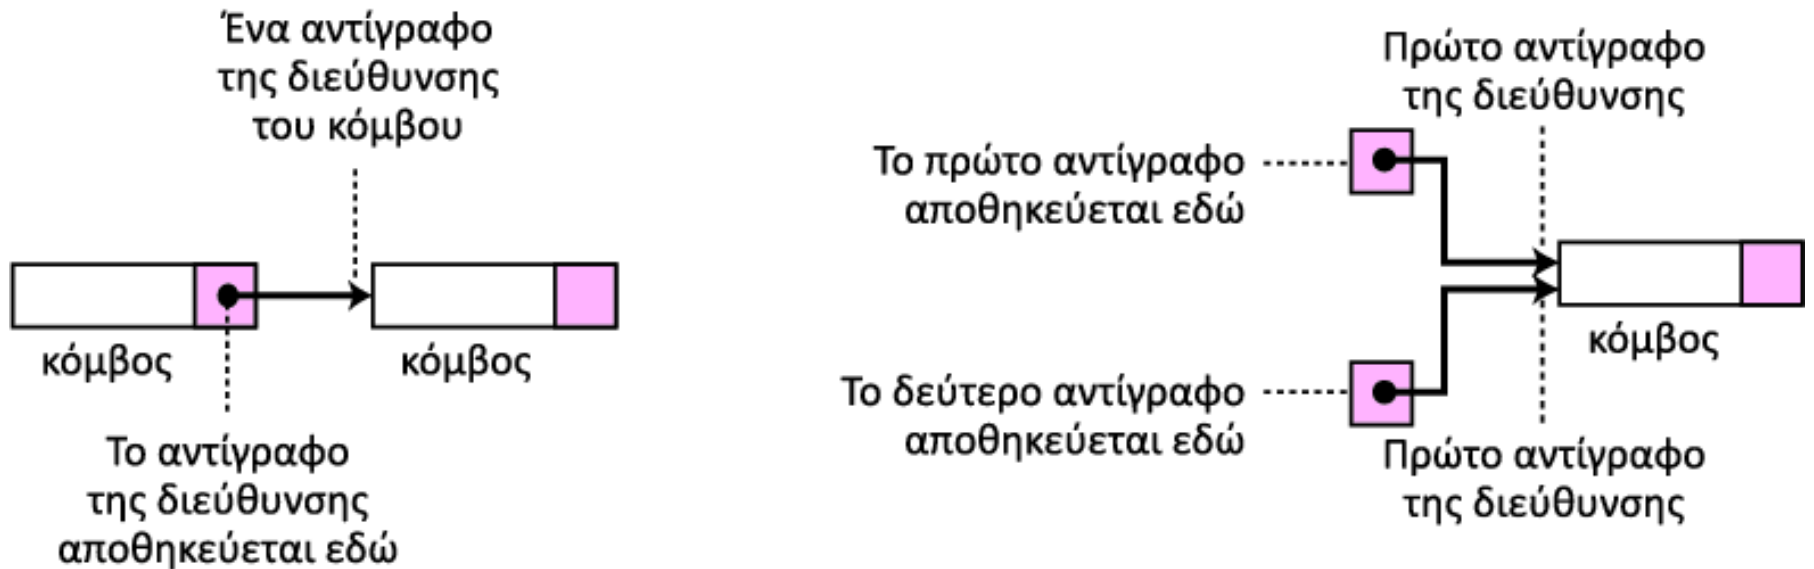 Ένα αντίγραφο
της διεύθυνσης
του κόμβου
κόμβος
κόμβος
Το αντίγραφο
της διεύθυνσης
αποθηκεύεται εδώ
Πρώτο αντίγραφο
της διεύθυνσης
Το πρώτο αντίγραφο
αποθηκεύεται εδώ
κόμβος
Το δεύτερο αντίγραφο
αποθηκεύεται εδώ
Πρώτο αντίγραφο
της διεύθυνσης